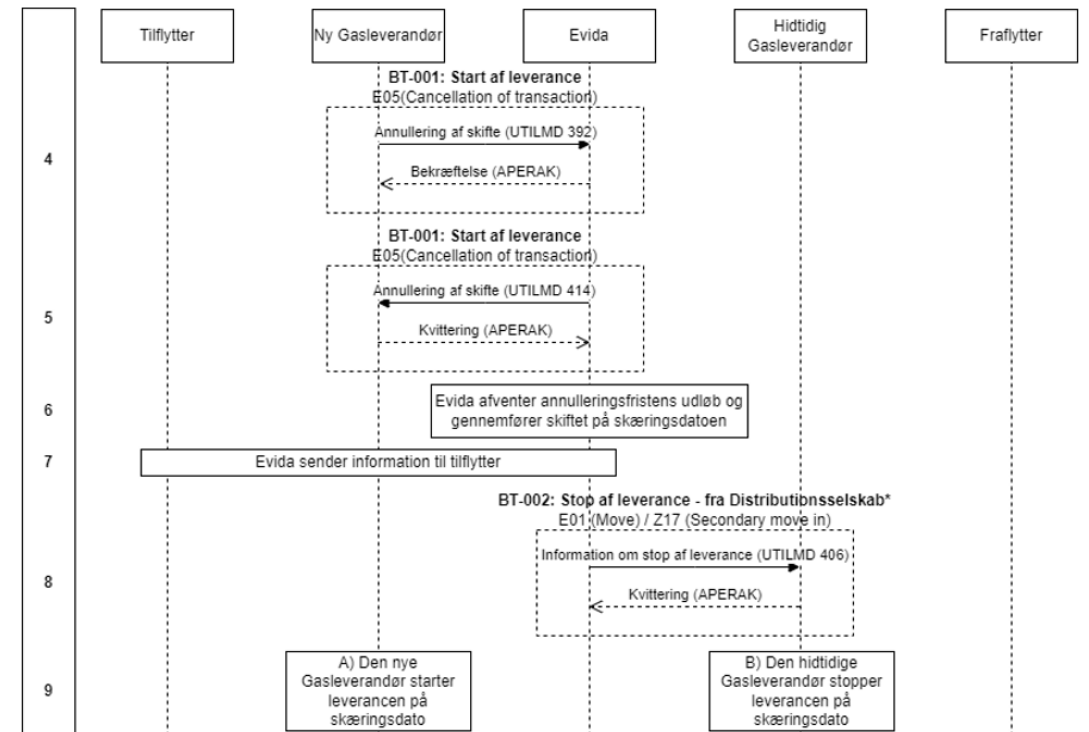 Tilflytter
Ny Gasleverandør
Evida
Hidtidig
Gasleverandør
Fraflytter
BT-001: Start af leverance
E05(Cancellation of transaction)
4
Annullering af skifte (UTILMD 392)
Bekræftelse (APERAK)
BT-001: Start af leverance
E05(Cancellation of transaction)
5
Annullering af skifte (UTILMD 414)
Kvittering (APERAK)
6
Evida afventer annulleringsfristens udløb og
gennemfører skiftet på skæringsdatoen
7
Evida sender information til tilflytter
BT-002: Stop af leverance - fra Distributionsselskab*
E01 (Move) / Z17 (Secondary move in)
8
Information om stop af leverance (UTILMD 406)
Kvittering (APERAK)
9
A) Den nye
Gasleverandør starter
leverancen på
skæringsdato
B) Den hidtidige
Gasleverandør stopper
leverancen på
skæringsdato